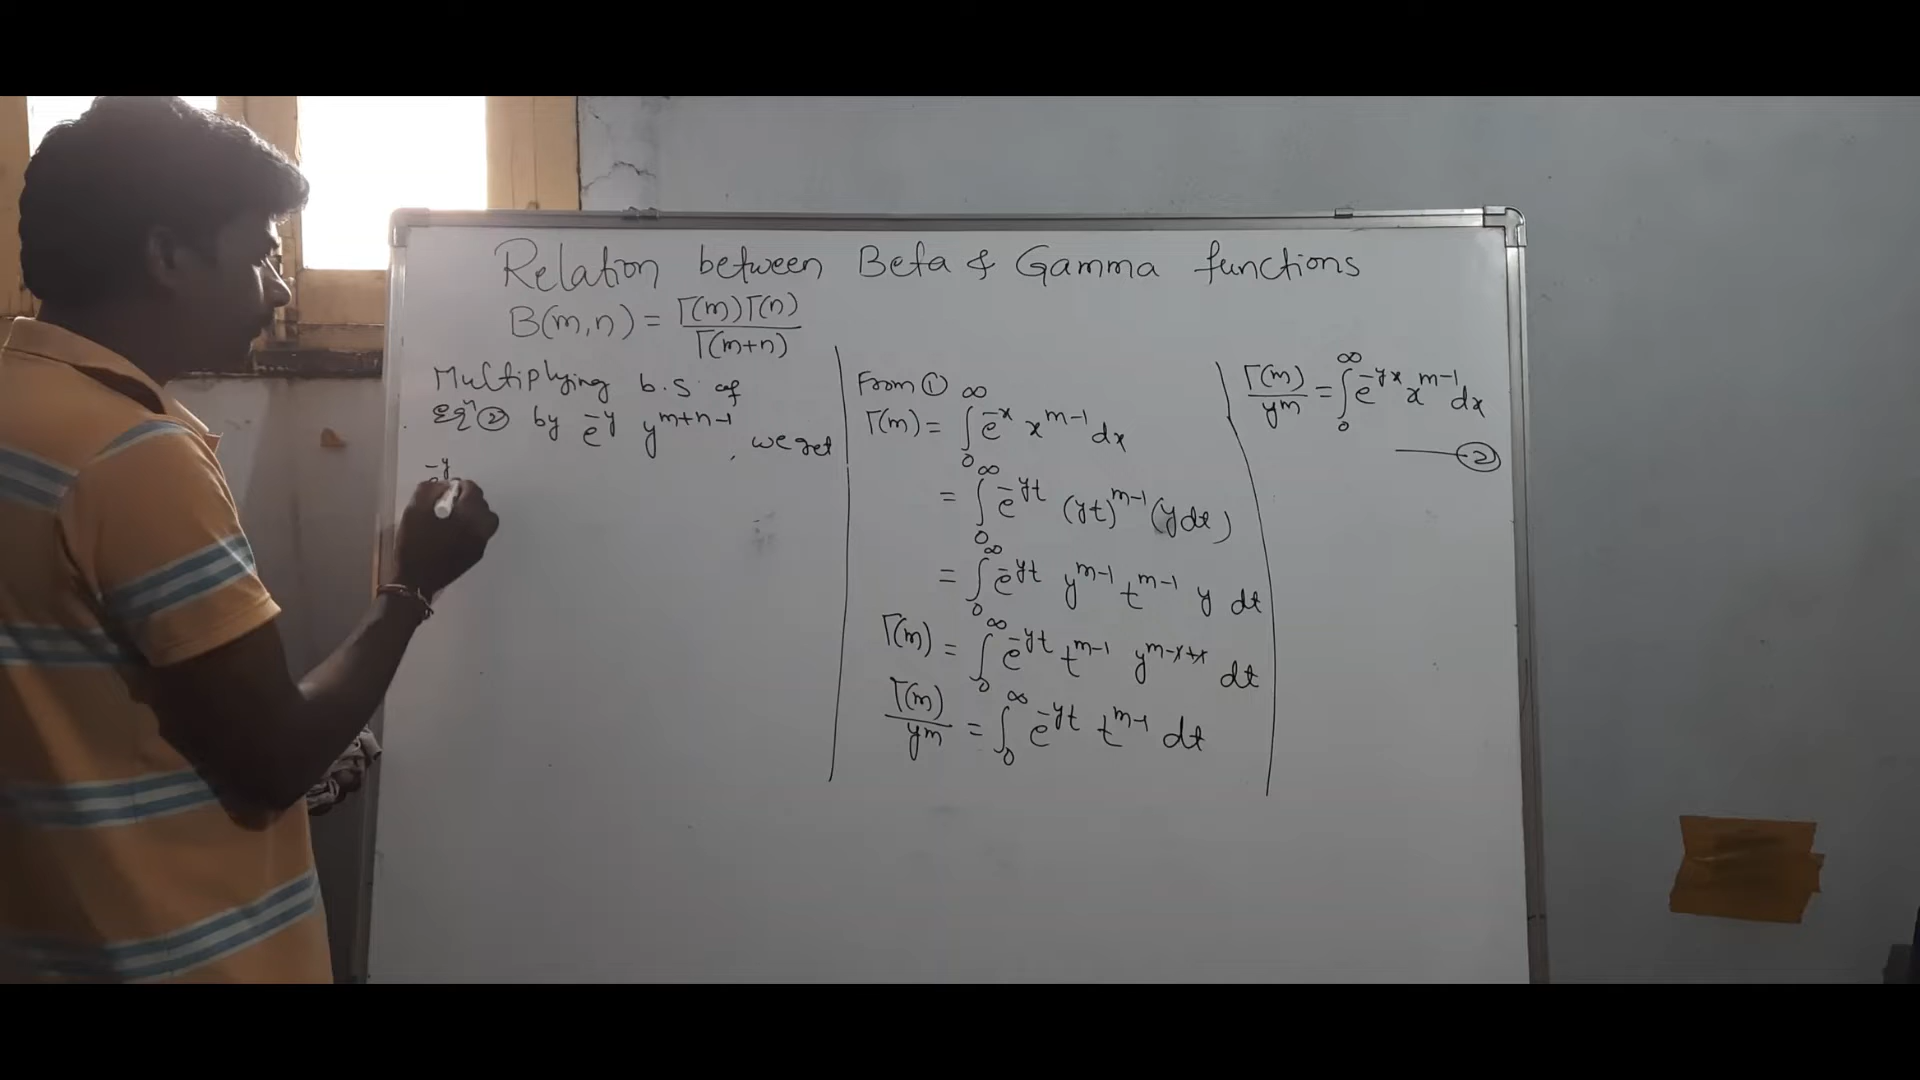 Relation between Beta & Gamma functions
B(m,n) = Γ(m)Γ(n) / Γ(m+n)
Multiplying b.s. of
eqⁿ ② by e^-y y^m+n-1, we get
e^-y
From ①
Γ(m) = ∫₀^∞ e^-x x^m-1 dx
= ∫₀^∞ e^-yt (yt)^m-1 (y dt)
= ∫₀^∞ e^-yt y^m-1 t^m-1 y dt
Γ(m) = ∫₀^∞ e^-yt t^m-1 y^m-1+1 dt
Γ(m) / y^m = ∫₀^∞ e^-yt t^m-1 dt
Γ(m) / y^m = ∫₀^∞ e^-yx x^m-1 dx
②